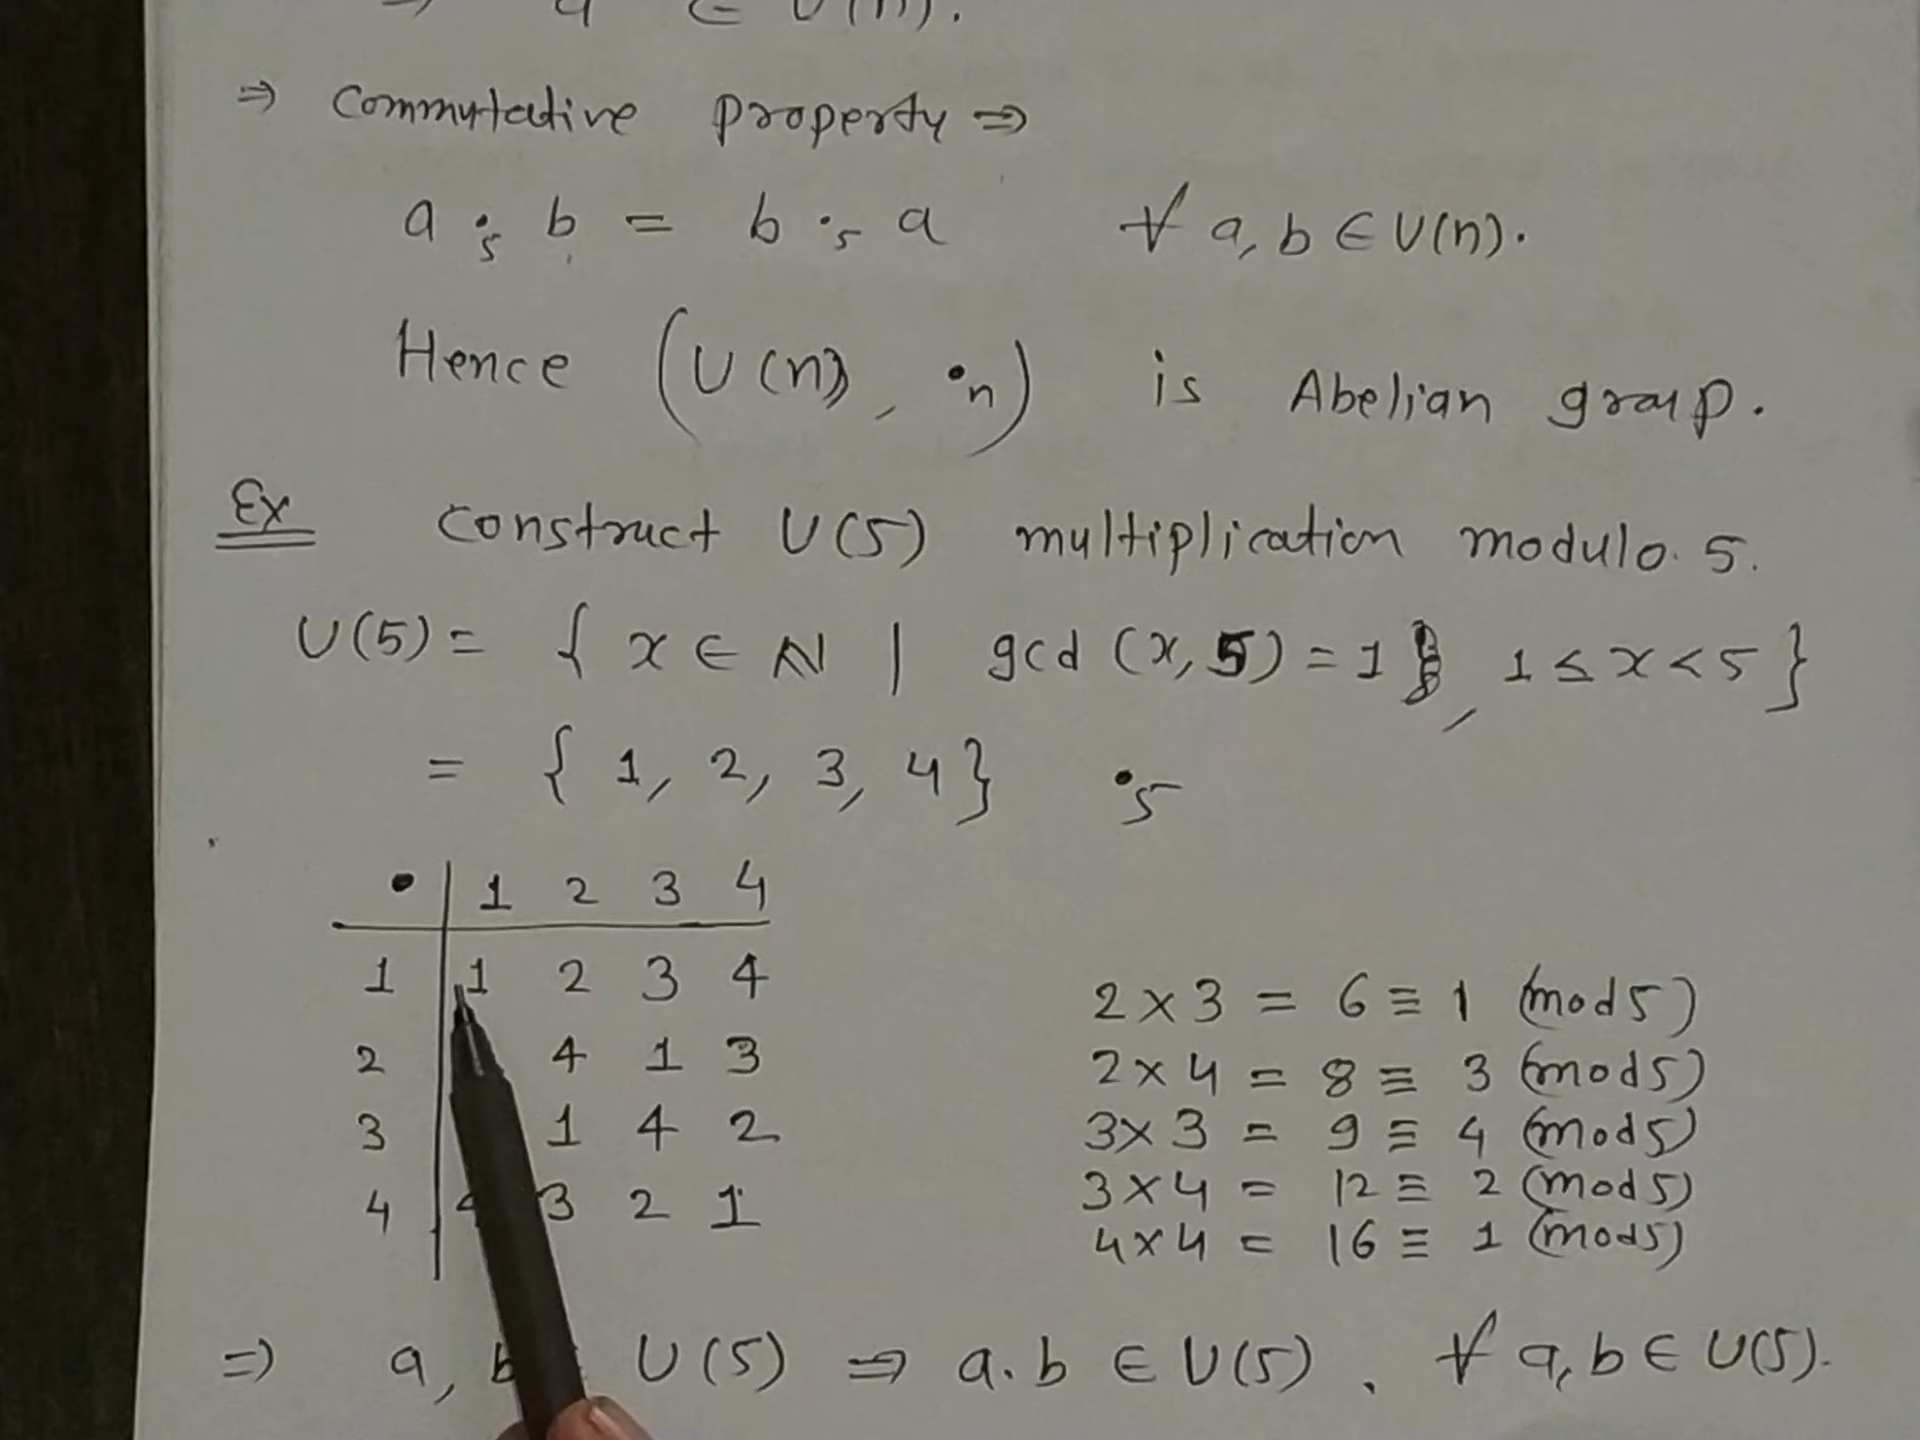 ⇒ Commutative property ⇒
a ·₅ b = b ·₅ a ∀ a, b ∈ U(n).
Hence (U(n), ·n) is Abelian group.
Ex construct U(5) multiplication modulo. 5.
U(5) = { x ∈ N | gcd (x, 5) = 1, 1 ≤ x < 5 }
= { 1, 2, 3, 4 } ·₅
• | 1 2 3 4
1 | 1 2 3 4
2 | 4 1 3
3 | 1 4 2
4 | 4 3 2 1
2 × 3 = 6 ≡ 1 (mod 5)
2 × 4 = 8 ≡ 3 (mod 5)
3 × 3 = 9 ≡ 4 (mod 5)
3 × 4 = 12 ≡ 2 (mod 5)
4 × 4 = 16 ≡ 1 (mod 5)
⇒ a, b U(5) ⇒ a.b ∈ U(5). ∀ a, b ∈ U(5).